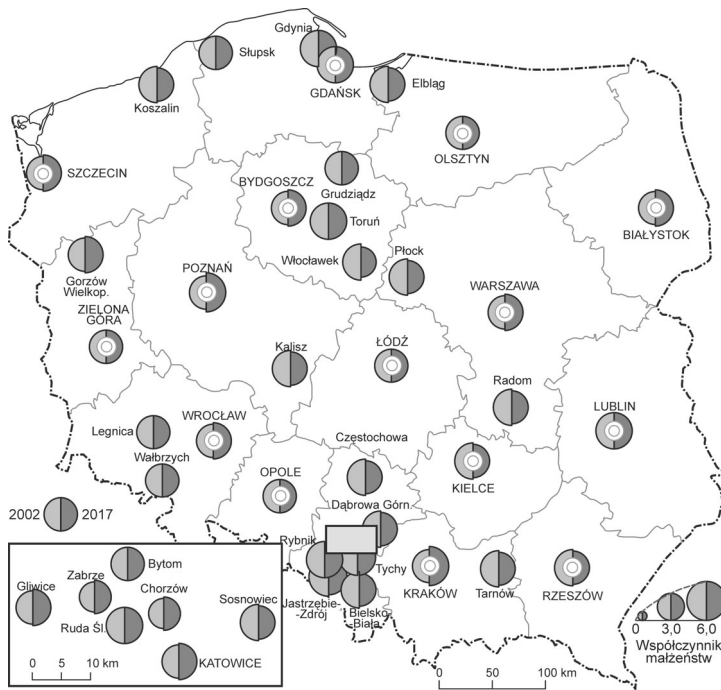 Gdynia
Słupsk
GDAŃSK
Elbląg
Koszalin
OLSZTYN
SZCZECIN
BYDGOSZCZ
Grudziądz
Toruń
BIAŁYSTOK
Włocławek
Płock
Gorzów
Wielkop.
POZNAŃ
WARSZAWA
ZIELONA
GÓRA
Kalisz
ŁÓDŹ
Radom
LUBLIN
Legnica
WROCŁAW
Wałbrzych
Częstochowa
KIELCE
OPOLE
Dąbrowa Górn.
2002
2017
Rybnik
Tychy
Jastrzębie-
-Zdrój
Bielsko-
Biała
KRAKÓW
Tarnów
RZESZÓW
Bytom
Gliwice
Zabrze
Chorzów
Sosnowiec
Ruda Śl.
KATOWICE
0 5 10 km
0 50 100 km
0 3,0 6,0
Współczynnik
małżeństw